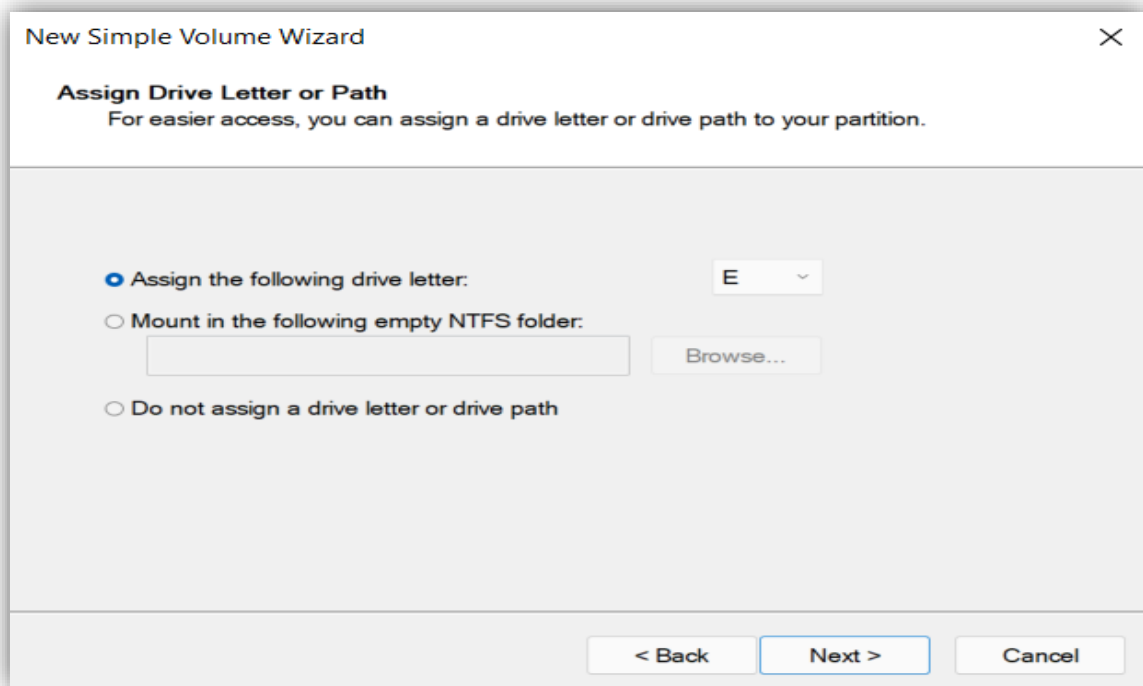 New Simple Volume Wizard
Assign Drive Letter or Path
For easier access, you can assign a drive letter or drive path to your partition.
Assign the following drive letter: E
Mount in the following empty NTFS folder:
Browse...
Do not assign a drive letter or drive path
< Back Next > Cancel